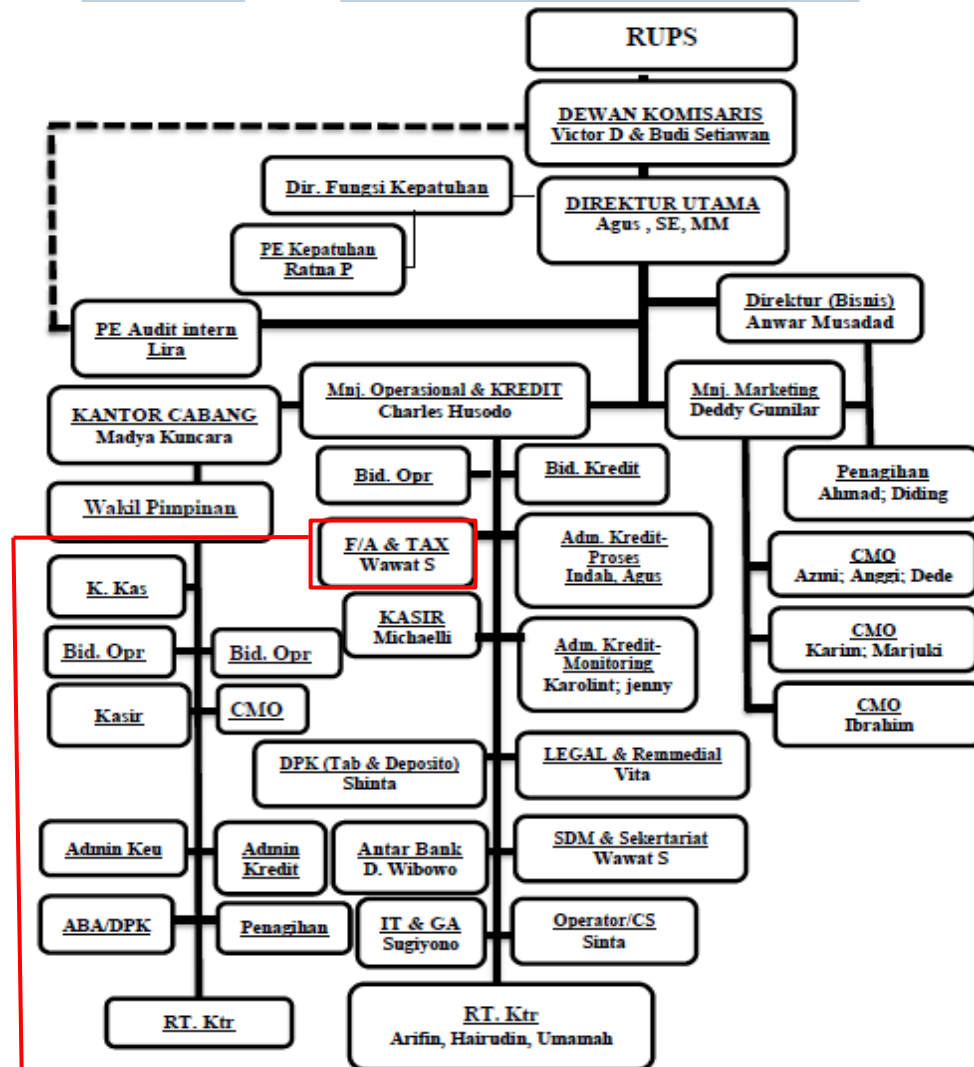 RUPS
DEWAN KOMISARIS
Victor D & Budi Setiawan
Dir. Fungsi Kepatuhan
DIREKTUR UTAMA
Agus , SE, MM
PE Kepatuhan
Ratna P
Direktur (Bisnis)
Anwar Musadad
PE Audit intern
Lira
Mnj. Operasional & KREDIT
Charles Husodo
Mnj. Marketing
Deddy Gumilar
KANTOR CABANG
Madya Kuncara
Bid. Opr
Bid. Kredit
Penagihan
Ahmad; Diding
Wakil Pimpinan
F/A & TAX
Wawat S
Adm. Kredit-
Proses
Indah, Agus
CMO
Azmi; Anggi; Dede
K. Kas
KASIR
Michaelli
Adm. Kredit-
Monitoring
Karolint; jenny
CMO
Karim; Marjuki
Bid. Opr
Bid. Opr
Kasir
CMO
CMO
Ibrahim
DPK (Tab & Deposito)
Shinta
LEGAL & Remmedial
Vita
Admin Keu
Admin
Kredit
Antar Bank
D. Wibowo
SDM & Sekertariat
Wawat S
ABA/DPK
Penagihan
IT & GA
Sugiyono
Operator/CS
Sinta
RT. Ktr
RT. Ktr
Arifin, Hairudin, Umamah